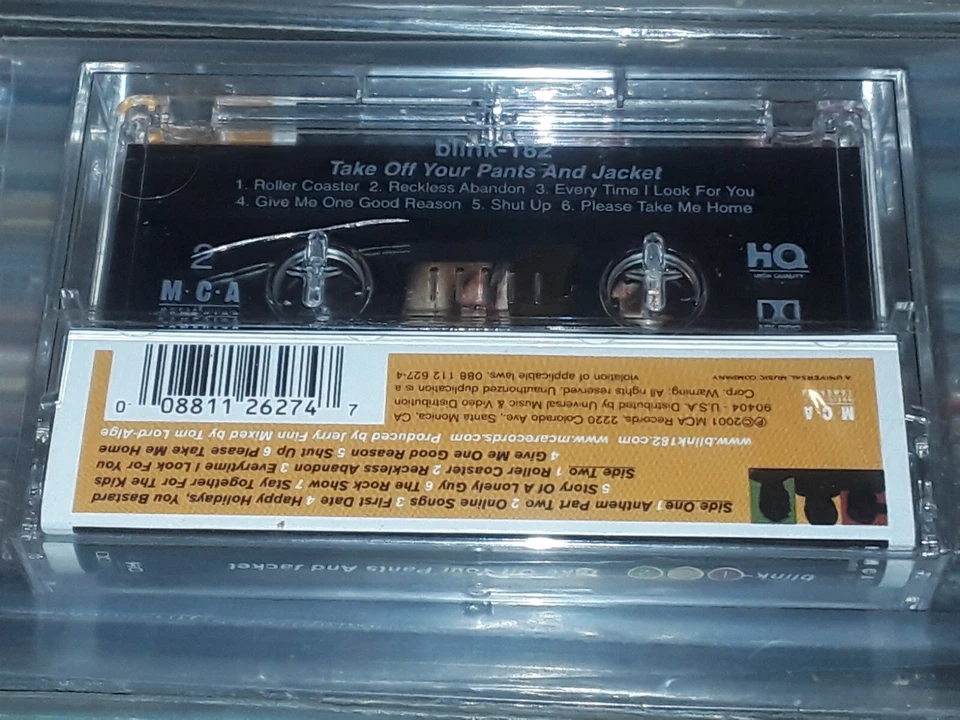 blink-182
Take Off Your Pants And Jacket
1. Roller Coaster 2. Reckless Abandon 3. Every Time I Look For You
4. Give Me One Good Reason 5. Shut Up 6. Please Take Me Home
2
HiQ
HIGH QUALITY
M·C·A
Side One 1 Anthem Part Two 2 Online Songs 3 First Date 4 Happy Holidays, You Bastard
5 Story Of A Lonely Guy 6 The Rock Show 7 Stay Together For The Kids
Side Two 1 Roller Coaster 2 Reckless Abandon 3 Everytime I Look For You
4 Give Me One Good Reason 5 Shut Up 6 Please Take Me Home
www.blink182.com www.mcarecords.com Produced by Jerry Finn Mixed by Tom Lord-Alge
℗©2001 MCA Records, 2220 Colorado Ave., Santa Monica, CA
90404 - U.S.A. Distributed by Universal Music & Video Distribution
Corp. Warning: All rights reserved. Unauthorized duplication is a
violation of applicable laws. 088 112 627-4
M·C·A
A UNIVERSAL MUSIC COMPANY
0 08811 26274 7
blink-
Your Pants And Jacket
HiQ
MCA